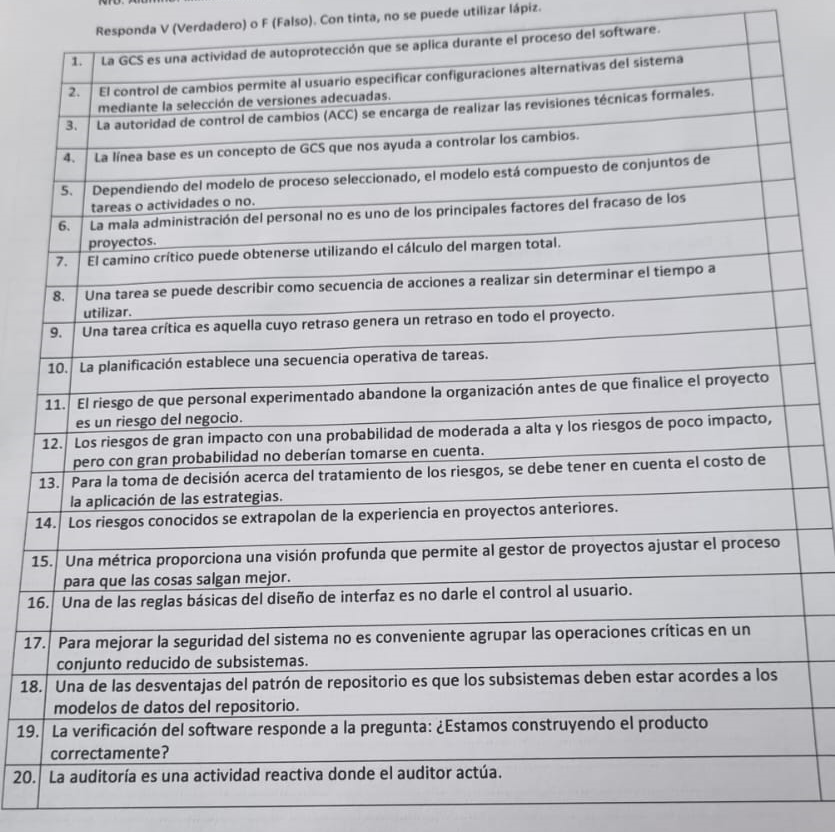 Responda V (Verdadero) o F (Falso). Con tinta, no se puede utilizar lápiz.
1. La GCS es una actividad de autoprotección que se aplica durante el proceso del software.
2. El control de cambios permite al usuario especificar configuraciones alternativas del sistema
mediante la selección de versiones adecuadas.
3. La autoridad de control de cambios (ACC) se encarga de realizar las revisiones técnicas formales.
4. La línea base es un concepto de GCS que nos ayuda a controlar los cambios.
5. Dependiendo del modelo de proceso seleccionado, el modelo está compuesto de conjuntos de
tareas o actividades o no.
6. La mala administración del personal no es uno de los principales factores del fracaso de los
proyectos.
7. El camino crítico puede obtenerse utilizando el cálculo del margen total.
8. Una tarea se puede describir como secuencia de acciones a realizar sin determinar el tiempo a
utilizar.
9. Una tarea crítica es aquella cuyo retraso genera un retraso en todo el proyecto.
10. La planificación establece una secuencia operativa de tareas.
11. El riesgo de que personal experimentado abandone la organización antes de que finalice el proyecto
es un riesgo del negocio.
12. Los riesgos de gran impacto con una probabilidad de moderada a alta y los riesgos de poco impacto,
pero con gran probabilidad no deberían tomarse en cuenta.
13. Para la toma de decisión acerca del tratamiento de los riesgos, se debe tener en cuenta el costo de
la aplicación de las estrategias.
14. Los riesgos conocidos se extrapolan de la experiencia en proyectos anteriores.
15. Una métrica proporciona una visión profunda que permite al gestor de proyectos ajustar el proceso
para que las cosas salgan mejor.
16. Una de las reglas básicas del diseño de interfaz es no darle el control al usuario.
17. Para mejorar la seguridad del sistema no es conveniente agrupar las operaciones críticas en un
conjunto reducido de subsistemas.
18. Una de las desventajas del patrón de repositorio es que los subsistemas deben estar acordes a los
modelos de datos del repositorio.
19. La verificación del software responde a la pregunta: ¿Estamos construyendo el producto
correctamente?
20. La auditoría es una actividad reactiva donde el auditor actúa.